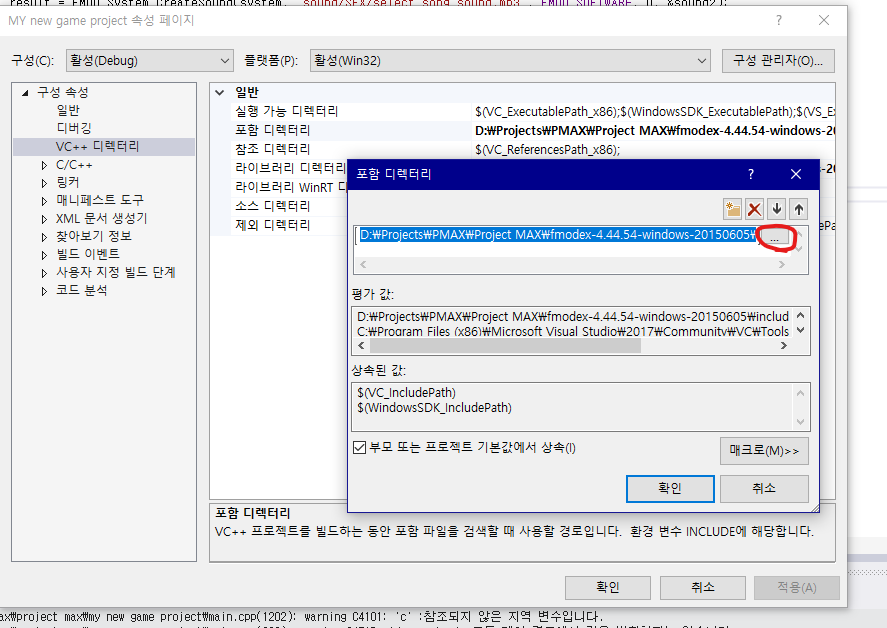 result = FMOD_System_CreateSound(system, "sound/SFX/select song sound.mp3", FMOD_SOFTWARE, 0, &sound2);
MY new game project 속성 페이지
구성(C): 활성(Debug) 플랫폼(P): 활성(Win32) 구성 관리자(O)...
구성 속성
일반
디버깅
VC++ 디렉터리
C/C++
링커
매니페스트 도구
XML 문서 생성기
찾아보기 정보
빌드 이벤트
사용자 지정 빌드 단계
코드 분석
일반
실행 가능 디렉터리 $(VC_ExecutablePath_x86);$(WindowsSDK_ExecutablePath);$(VS_Ex
포함 디렉터리 D:₩Projects₩PMAX₩Project MAX₩fmodex-4.44.54-windows-20
참조 디렉터리 $(VC_ReferencesPath_x86);
라이브러리 디렉터리
라이브러리 WinRT 디
소스 디렉터리
제외 디렉터리
포함 디렉터리
D:₩Projects₩PMAX₩Project MAX₩fmodex-4.44.54-windows-20150605₩
...
평가 값:
D:₩Projects₩PMAX₩Project MAX₩fmodex-4.44.54-windows-20150605₩includ
C:₩Program Files (x86)₩Microsoft Visual Studio₩2017₩Community₩VC₩Tools
상속된 값:
$(VC_IncludePath)
$(WindowsSDK_IncludePath)
부모 또는 프로젝트 기본값에서 상속(I)
매크로(M)>>
확인 취소
포함 디렉터리
VC++ 프로젝트를 빌드하는 동안 포함 파일을 검색할 때 사용할 경로입니다. 환경 변수 INCLUDE에 해당합니다.
확인 취소 적용(A)
ax₩project max₩my new game project₩main.cpp(1202): warning C4101: 'c' :참조되지 않은 지역 변수입니다.